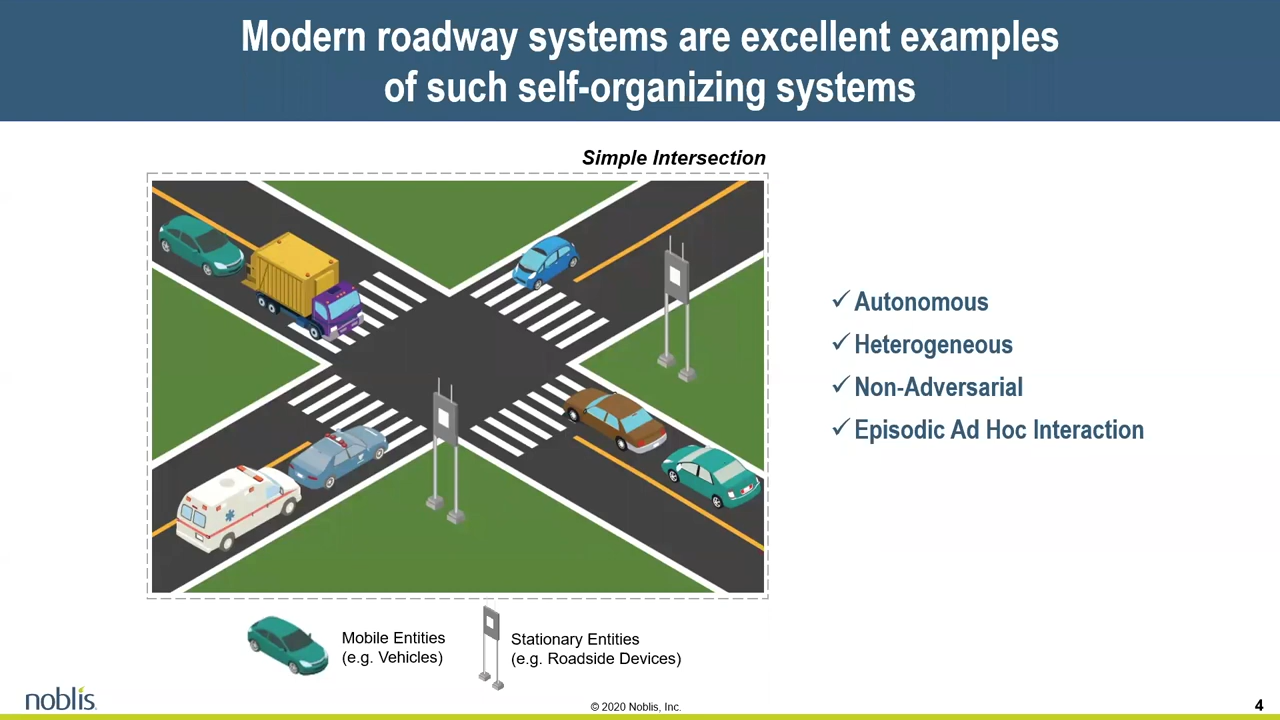 Modern roadway systems are excellent examples
of such self-organizing systems
Simple Intersection
✓ Autonomous
✓ Heterogeneous
✓ Non-Adversarial
✓ Episodic Ad Hoc Interaction
Mobile Entities
(e.g. Vehicles)
Stationary Entities
(e.g. Roadside Devices)
noblis.
© 2020 Noblis, Inc.
4